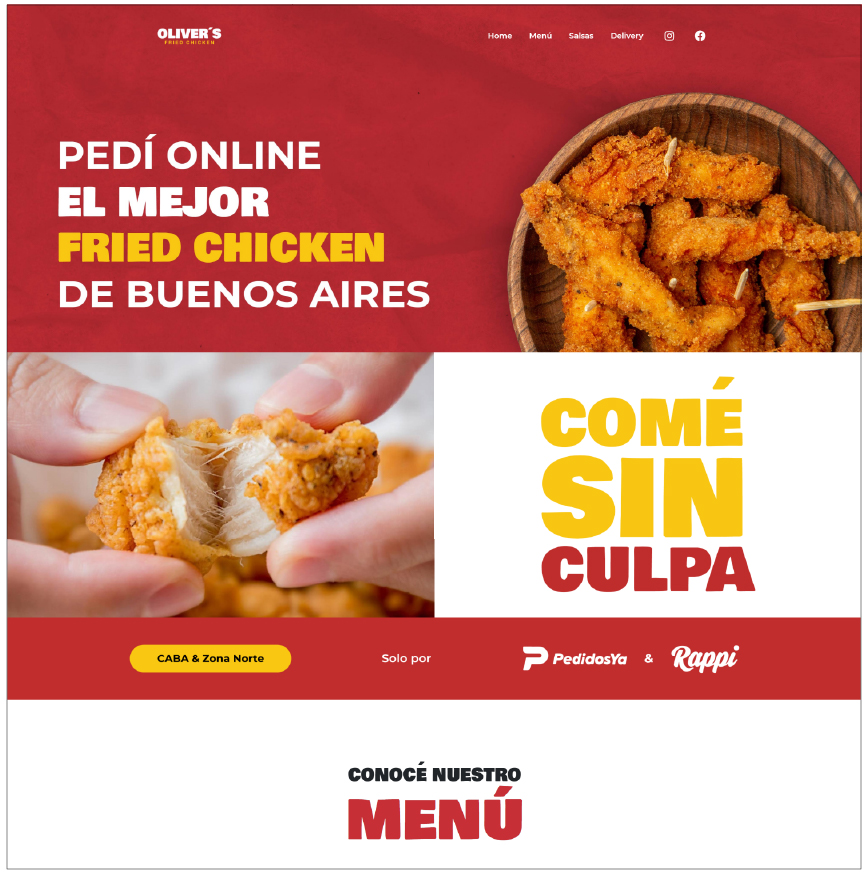 OLIVER´S
FRIED CHICKEN
Home Menú Salsas Delivery
PEDÍ ONLINE
EL MEJOR
FRIED CHICKEN
DE BUENOS AIRES
COMÉ
SIN
CULPA
CABA & Zona Norte
Solo por
PedidosYa & Rappi
CONOCÉ NUESTRO
MENÚ